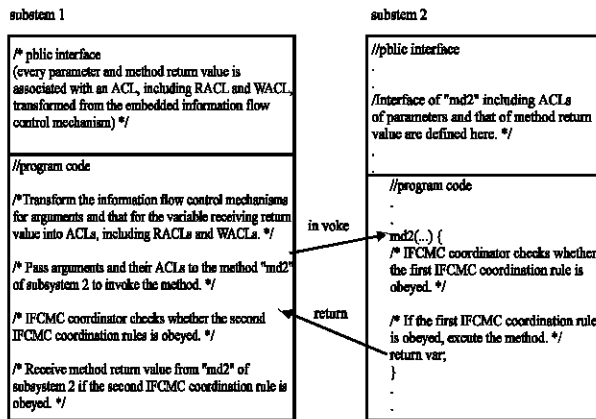 substem 1
/* pblic interface
(every parameter and method return value is
associated with an ACL, including RACL and WACL,
transformed from the embedded information flow
control mechanism) */
//program code
/*Transform the information flow control mechanisms
for arguments and that for the variable receiving return
value into ACLs, including RACLs and WACLs. */
/* Pass arguments and their ACLs to the method "md2"
of subsystem 2 to invoke the method. */
/* IFCMC coordinator checks whether the second
IFCMC coordination rules is obeyed. */
/* Receive method return value from "md2" of
subsystem 2 if the second IFCMC coordination rule is
obeyed. */
in voke
return
substem 2
//pblic interface
.
.
/Interface of "md2" including ACLs
of parameters and that of method return
value are defined here. */
.
.
//program code
.
.
md2(...) {
/* IFCMC coordinator checks whether
the first IFCMC coordination rule is
obeyed. */
/* If the first IFCMC coordination rule
is obeyed, excute the method. */
return var;
}
.
.